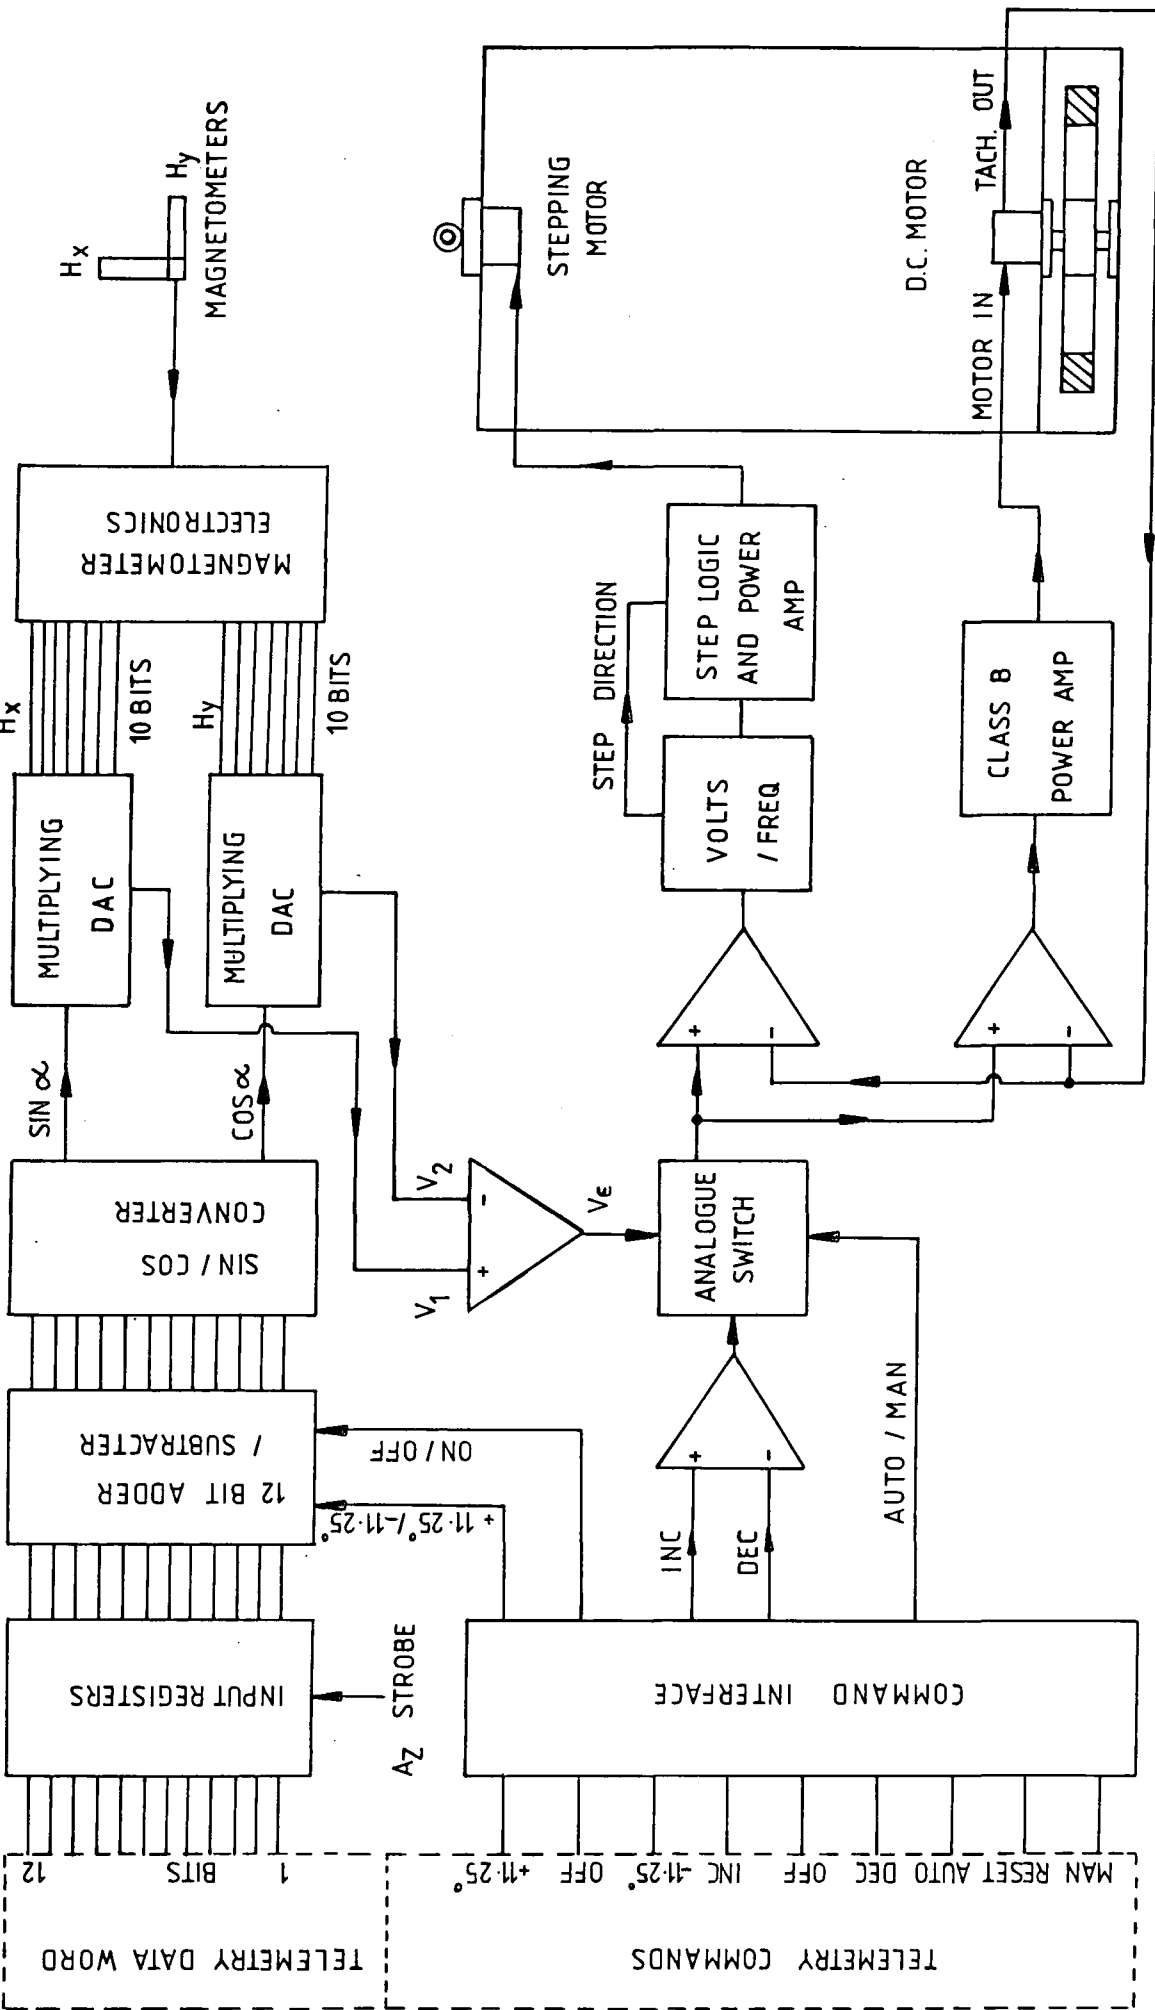 TELEMETRY DATA WORD
12
BITS
1
INPUT REGISTERS
AZ STROBE
12 BIT ADDER
/ SUBTRACTER
SIN / COS
CONVERTER
SIN α
COS α
MULTIPLYING
DAC
MULTIPLYING
DAC
Hx
10 BITS
Hy
10 BITS
MAGNETOMETER
ELECTRONICS
Hx
Hy
MAGNETOMETERS
+ 11·25°/-11·25°
ON / OFF
V1
V2
+
-
Vε
TELEMETRY COMMANDS
+11·25°
OFF
-11·25°
INC
OFF
DEC
AUTO
RESET
MAN
COMMAND INTERFACE
INC
DEC
+
-
AUTO / MAN
ANALOGUE
SWITCH
+
-
+
-
VOLTS
/ FREQ
STEP DIRECTION
STEP LOGIC
AND POWER
AMP
CLASS B
POWER AMP
STEPPING
MOTOR
D.C. MOTOR
MOTOR IN
TACH. OUT